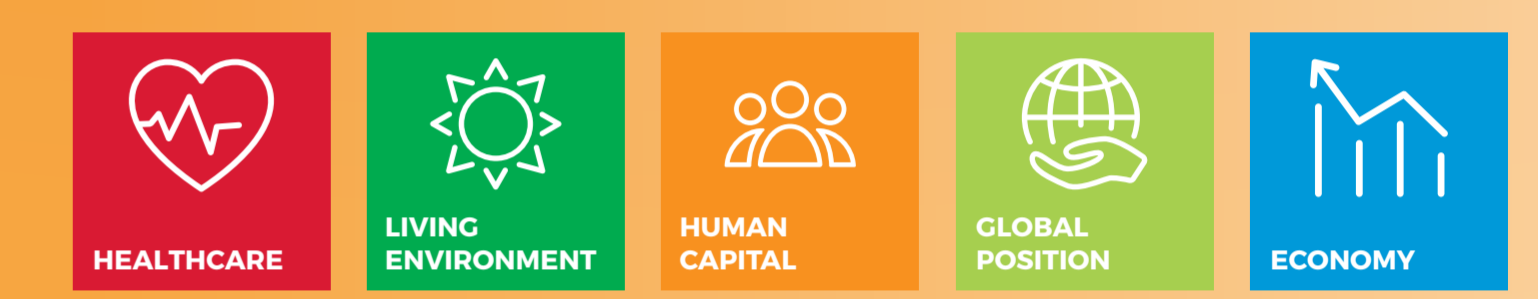 HEALTHCARE
LIVING
ENVIRONMENT
HUMAN
CAPITAL
GLOBAL
POSITION
ECONOMY